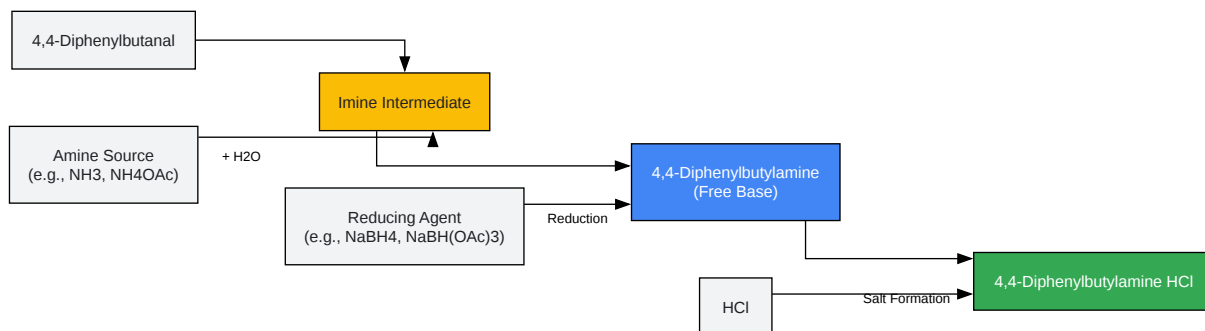 4,4-Diphenylbutanal
Imine Intermediate
Amine Source
(e.g., NH3, NH4OAc)
+ H2O
4,4-Diphenylbutylamine
(Free Base)
Reducing Agent
(e.g., NaBH4, NaBH(OAc)3)
Reduction
4,4-Diphenylbutylamine HCl
HCl
Salt Formation